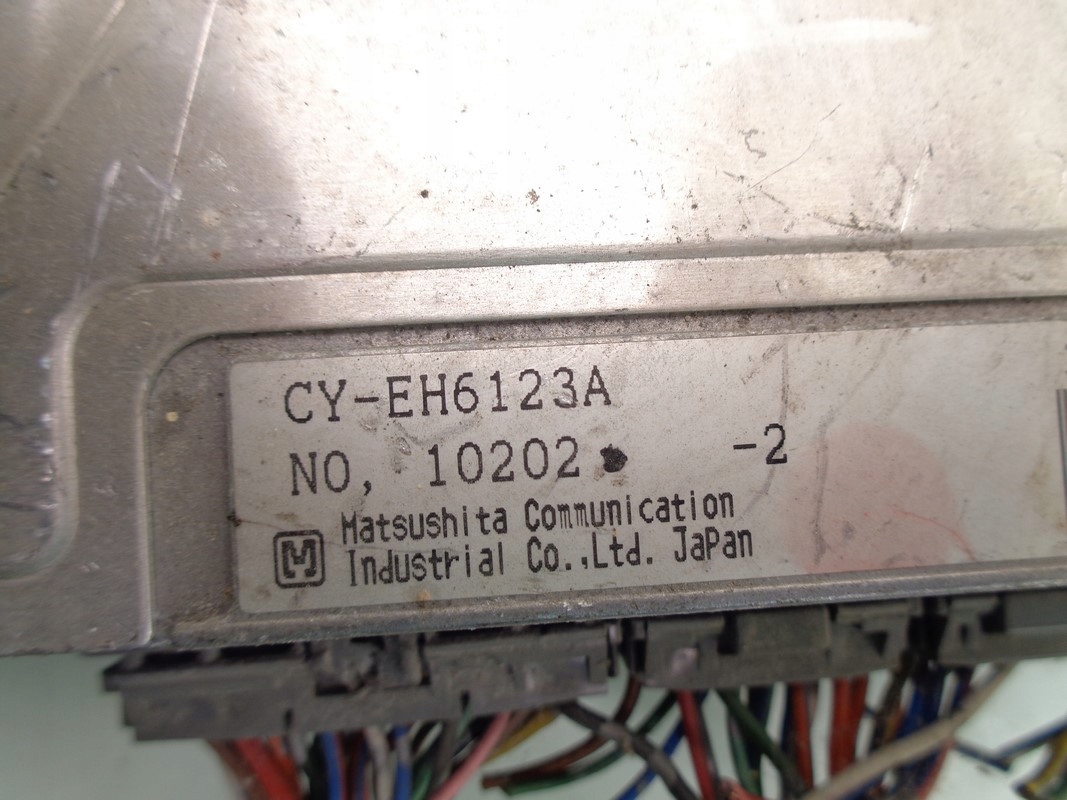 CY-EH6123A
NO, 10202 -2
M Matsushita Communication
Industrial Co.,Ltd. JaPan